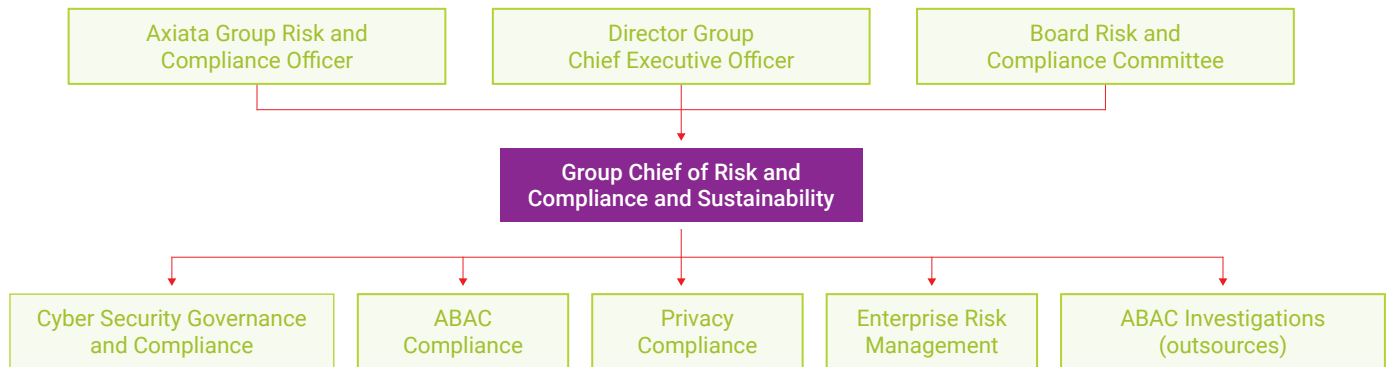 Axiata Group Risk and
Compliance Officer
Director Group
Chief Executive Officer
Board Risk and
Compliance Committee
Group Chief of Risk and
Compliance and Sustainability
Cyber Security Governance
and Compliance
ABAC
Compliance
Privacy
Compliance
Enterprise Risk
Management
ABAC Investigations
(outsources)